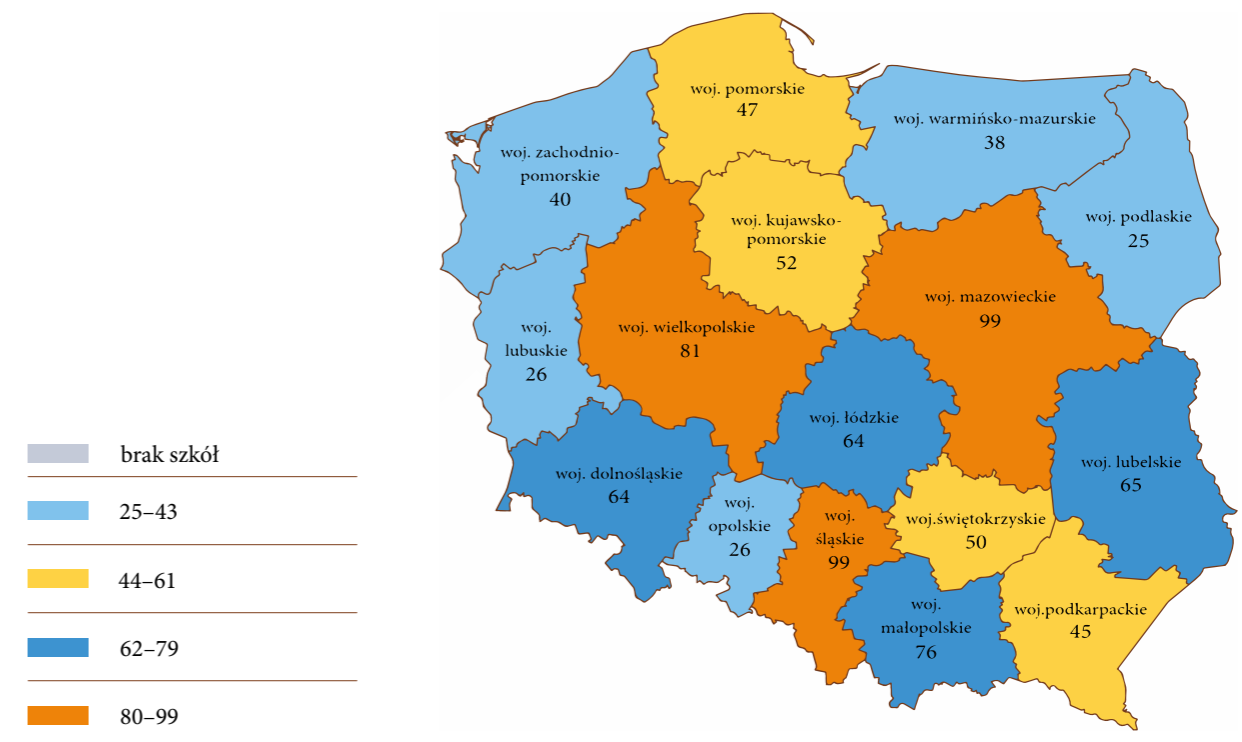 woj. pomorskie
47
woj. warmińsko-mazurskie
38
woj. zachodnio-
pomorskie
40
woj. podlaskie
25
woj. kujawsko-
pomorskie
52
woj. mazowieckie
99
woj.
lubuskie
26
woj. wielkopolskie
81
woj. łódzkie
64
woj. dolnośląskie
64
woj. lubelskie
65
woj.
opolskie
26
woj.
śląskie
99
woj.świętokrzyskie
50
woj.
małopolskie
76
woj.podkarpackie
45
brak szkół
25–43
44–61
62–79
80–99